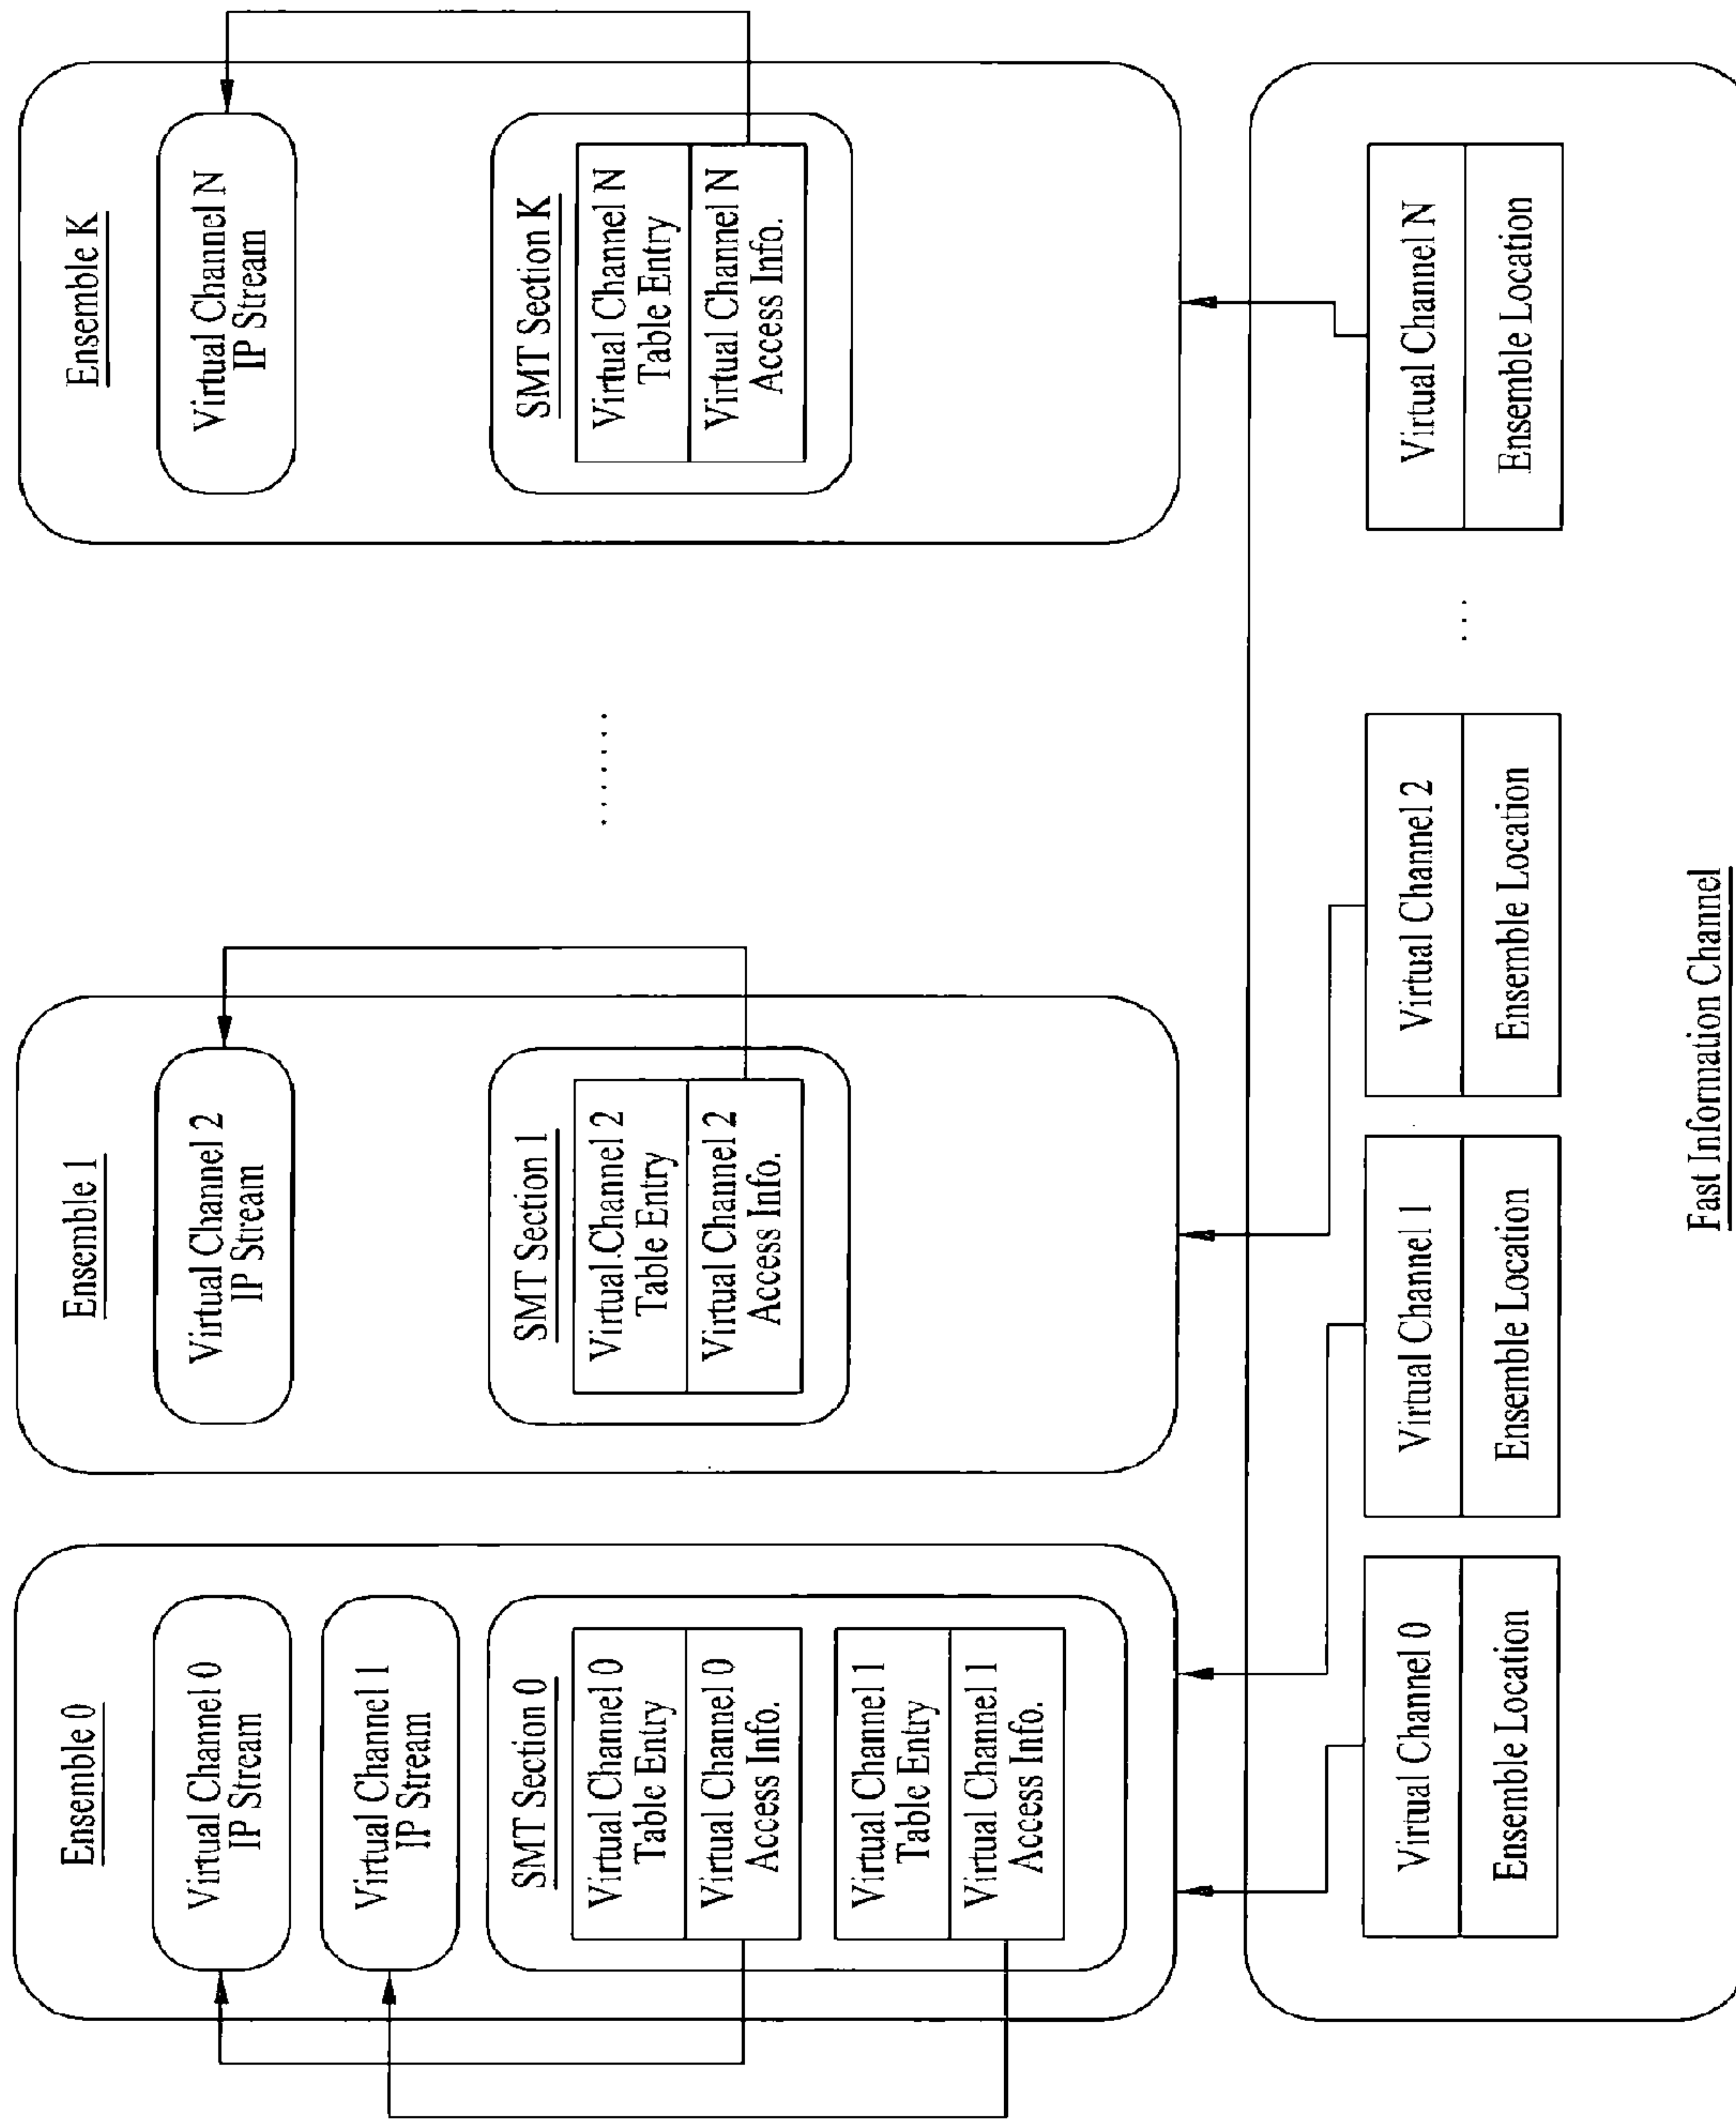 Ensemble 0
Virtual Channel 0
IP Stream
Virtual Channel 1
IP Stream
SMT Section 0
Virtual Channel 0
Table Entry
Virtual Channel 0
Access Info.
Virtual Channel 1
Table Entry
Virtual Channel 1
Access Info.
Ensemble 1
Virtual Channel 2
IP Stream
SMT Section 1
Virtual Channel 2
Table Entry
Virtual Channel 2
Access Info.
.......
Ensemble K
Virtual Channel N
IP Stream
SMT Section K
Virtual Channel N
Table Entry
Virtual Channel N
Access Info.
Virtual Channel 0
Ensemble Location
Virtual Channel 1
Ensemble Location
Virtual Channel 2
Ensemble Location
...
Virtual Channel N
Ensemble Location
Fast Information Channel